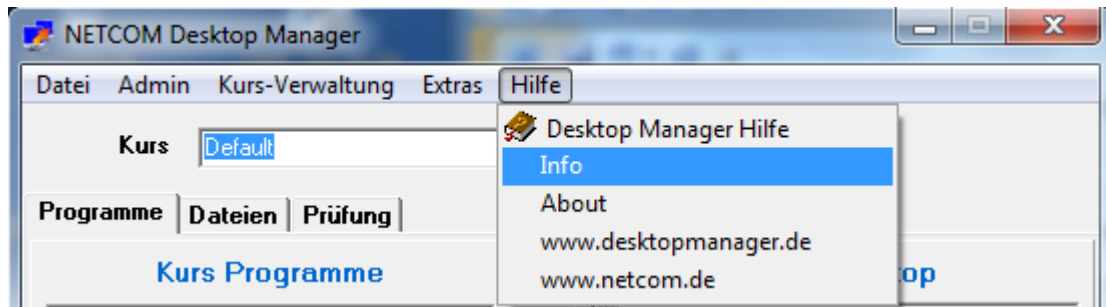 NETCOM Desktop Manager
Datei Admin Kurs-Verwaltung Extras Hilfe
Desktop Manager Hilfe
Kurs Default
Info
About
Programme Dateien Prüfung
www.desktopmanager.de
Kurs Programme
www.netcom.de
top